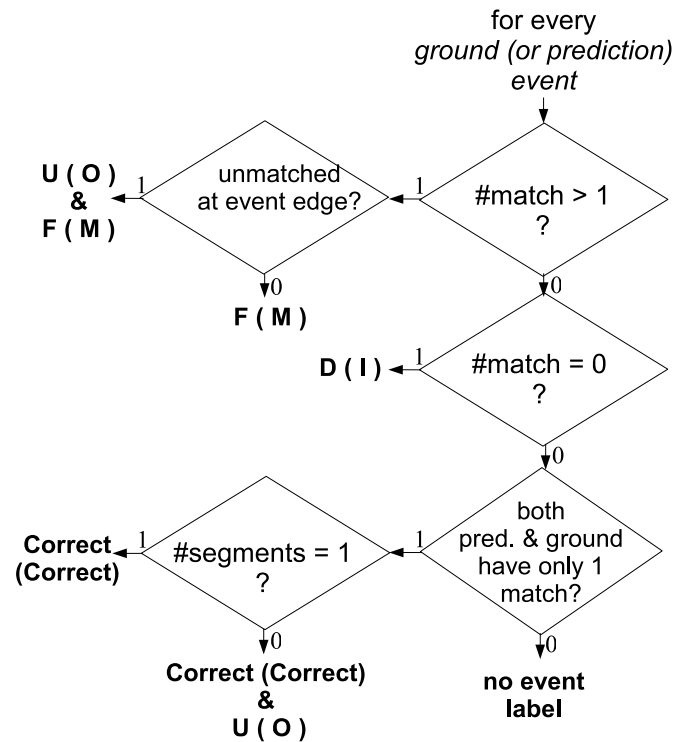 for every
ground (or prediction)
event
#match > 1
?
1
0
unmatched
at event edge?
1
0
U ( O )
&
F ( M )
F ( M )
#match = 0
?
1
0
D ( I )
both
pred. & ground
have only 1
match?
1
0
#segments = 1
?
1
0
Correct
(Correct)
Correct (Correct)
&
U ( O )
no event
label